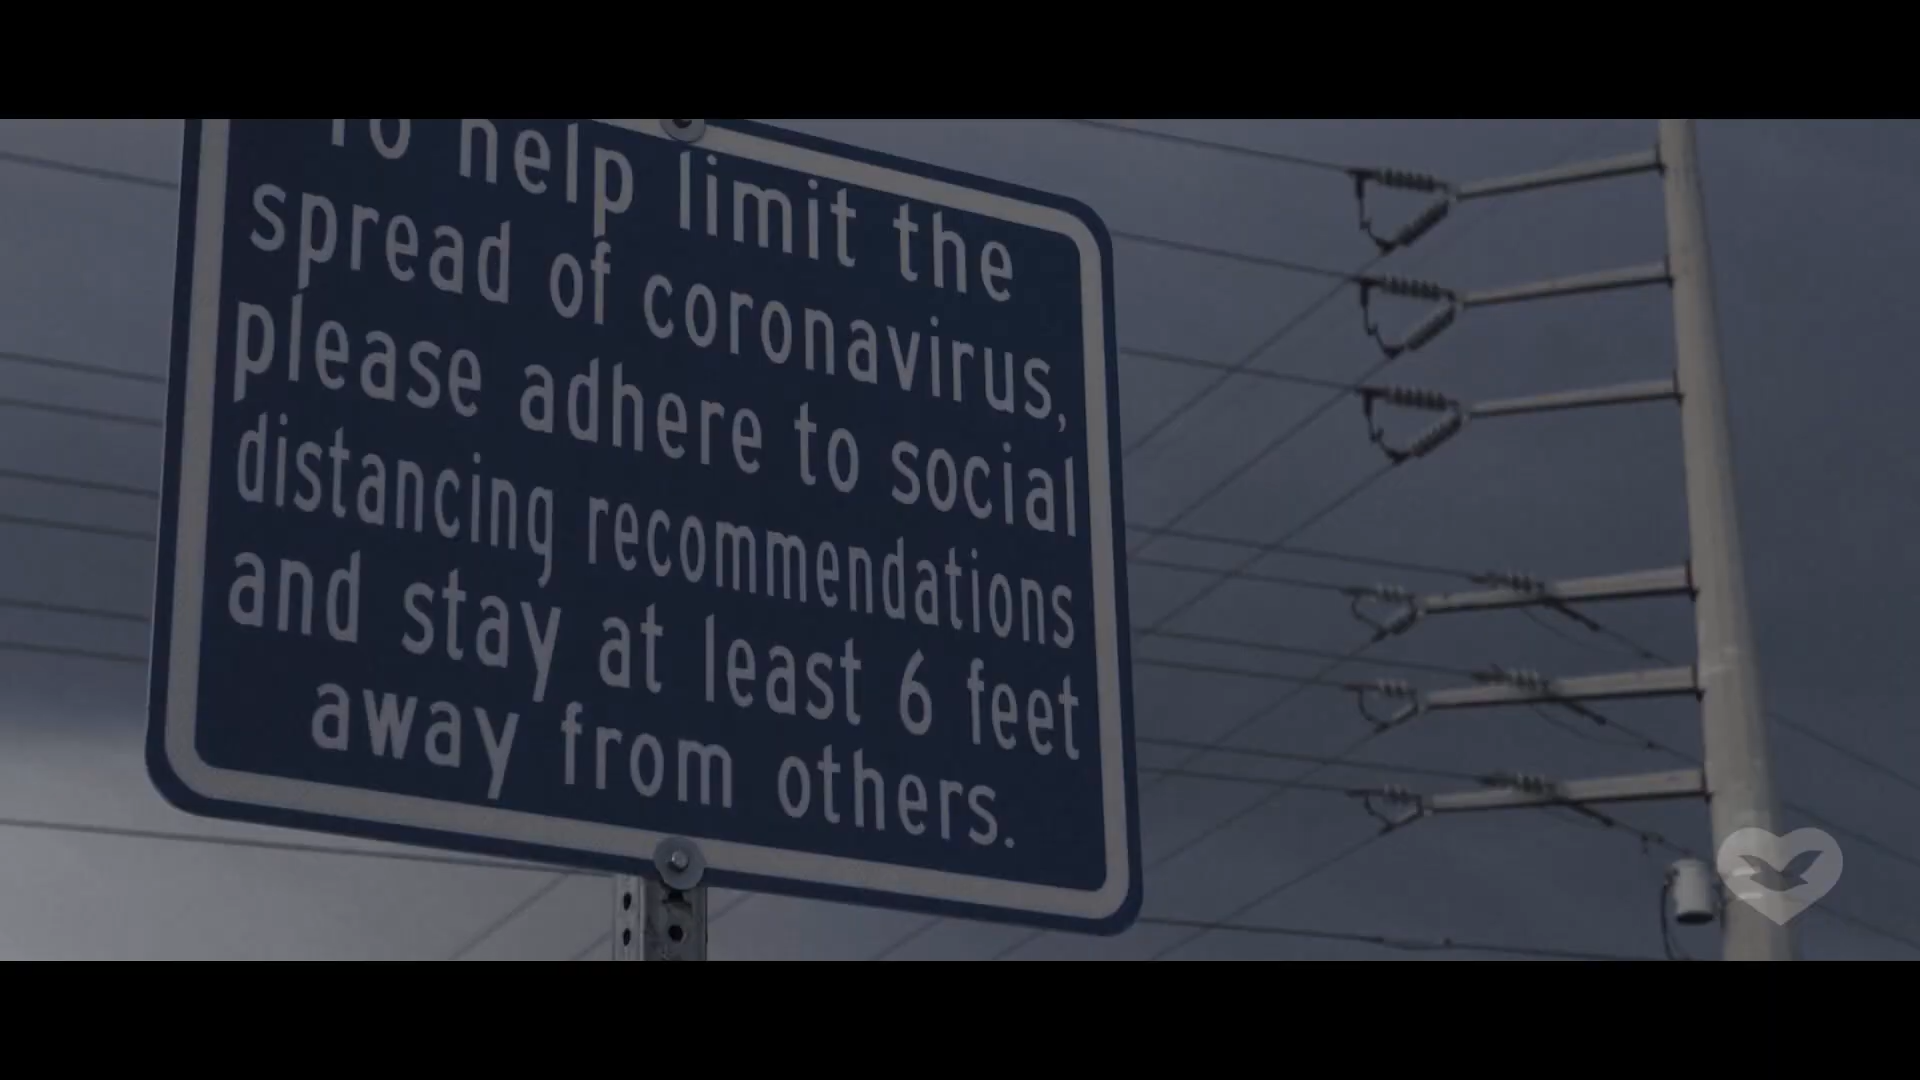 To help limit the
spread of coronavirus,
please adhere to social
distancing recommendations
and stay at least 6 feet
away from others.